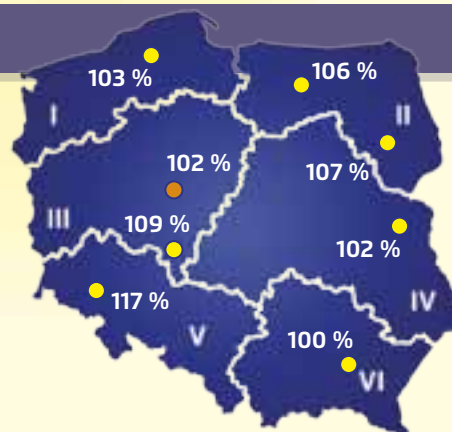 103 %
106 %
I
II
102 %
107 %
III
109 %
102 %
117 %
IV
V
100 %
VI